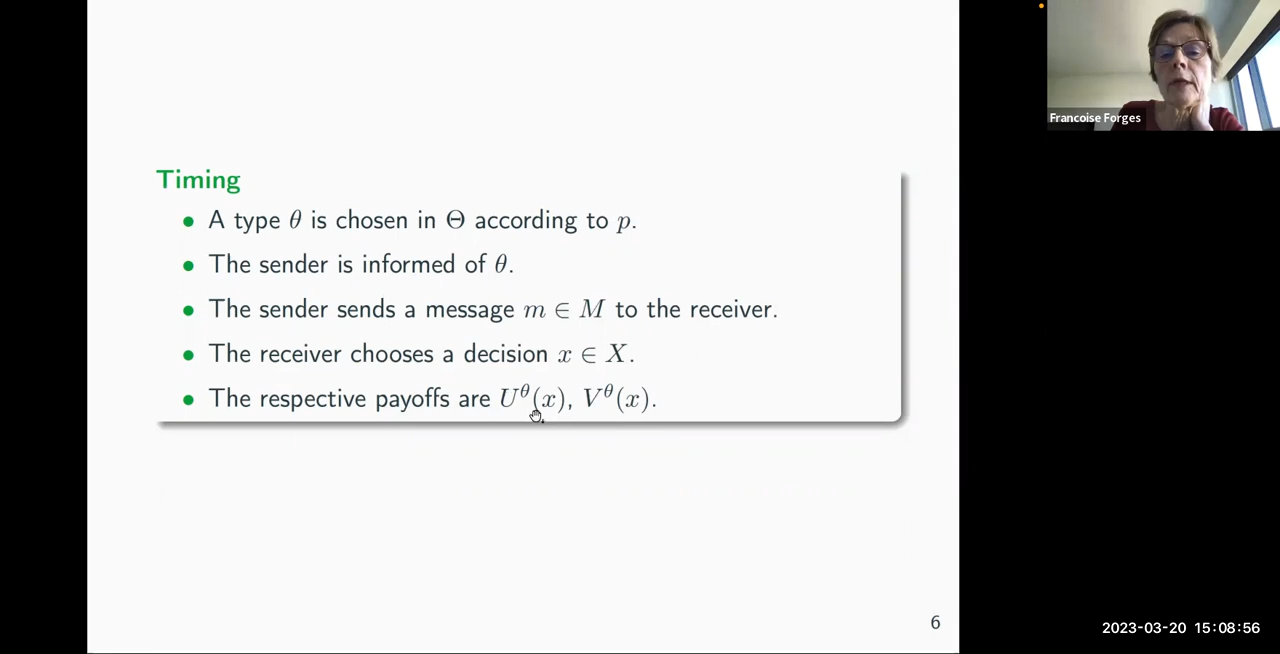 Timing
• A type θ is chosen in Θ according to p.
• The sender is informed of θ.
• The sender sends a message m ∈ M to the receiver.
• The receiver chooses a decision x ∈ X.
• The respective payoffs are U^θ(x), V^θ(x).
6
Francoise Forges
2023-03-20 15:08:56